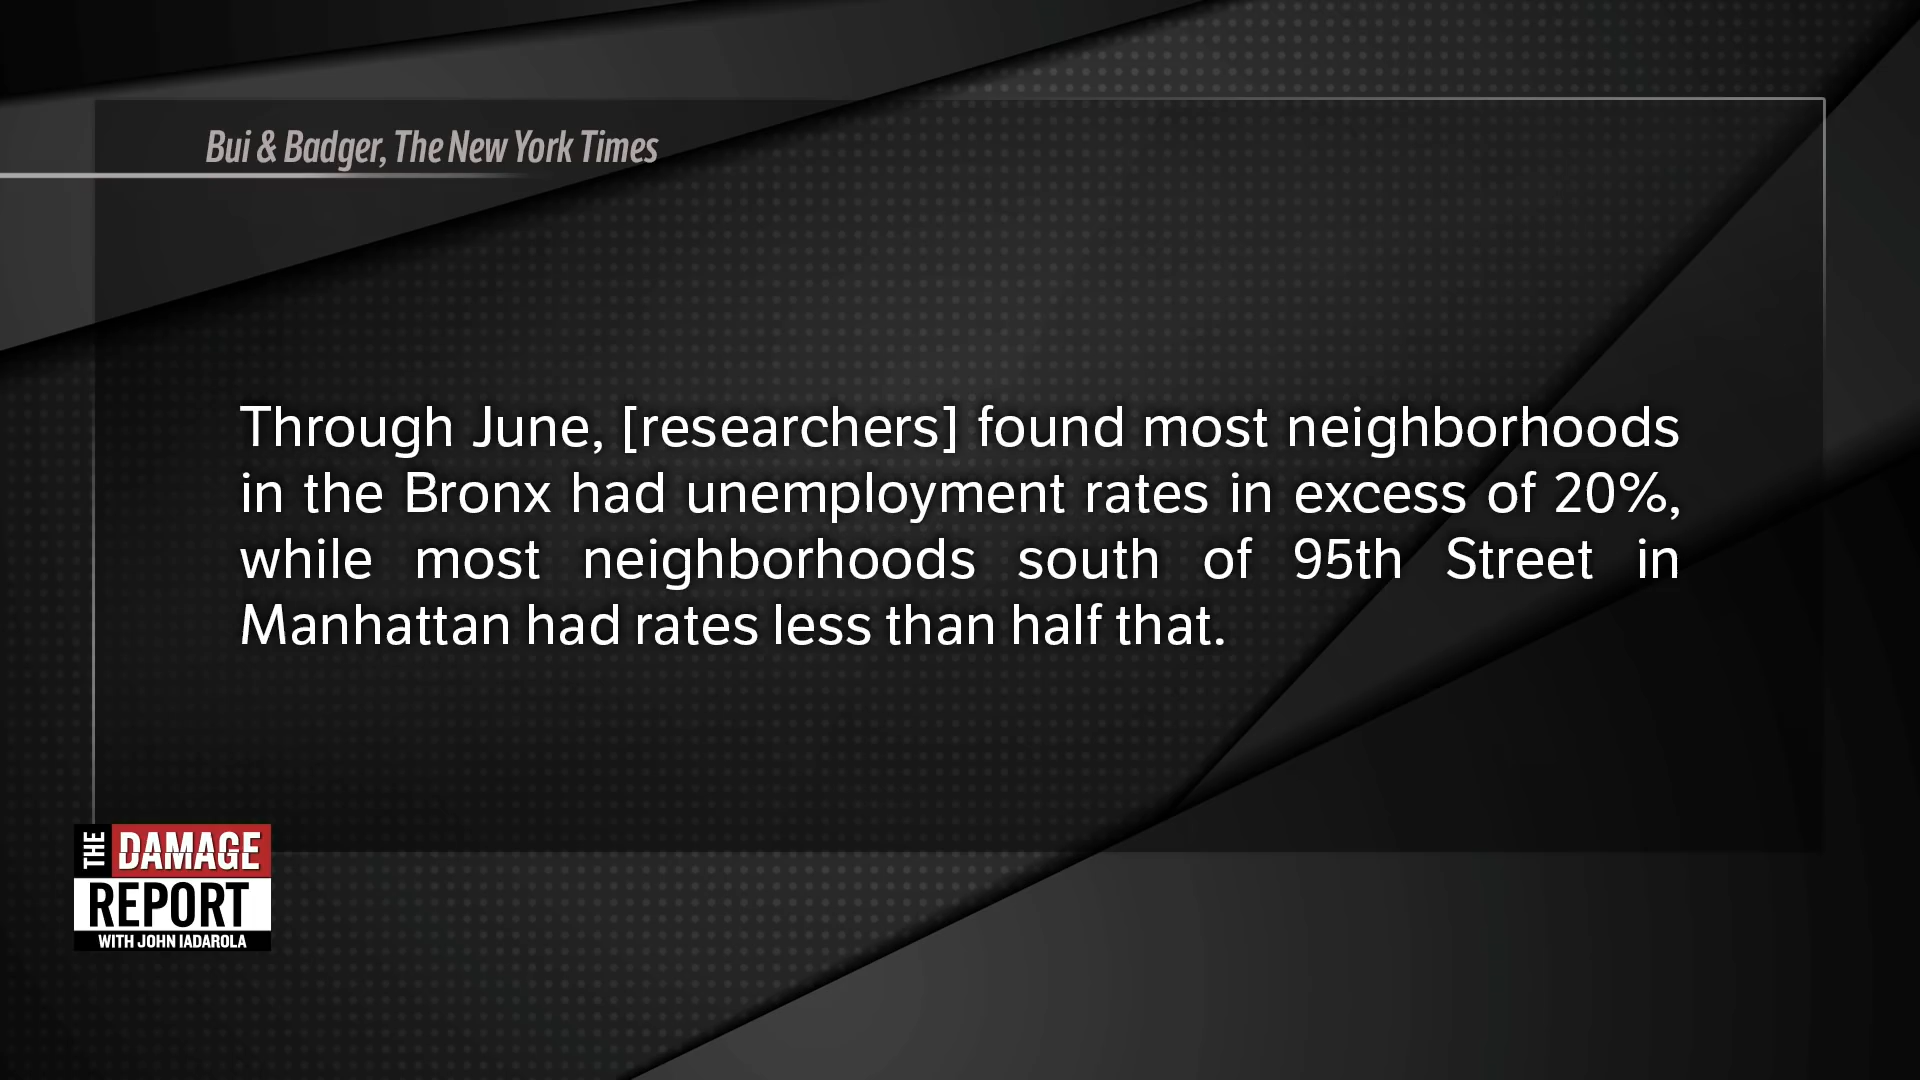 Bui & Badger, The New York Times
Through June, [researchers] found most neighborhoods
in the Bronx had unemployment rates in excess of 20%,
while most neighborhoods south of 95th Street in
Manhattan had rates less than half that.
THE DAMAGE
REPORT
WITH JOHN IADAROLA